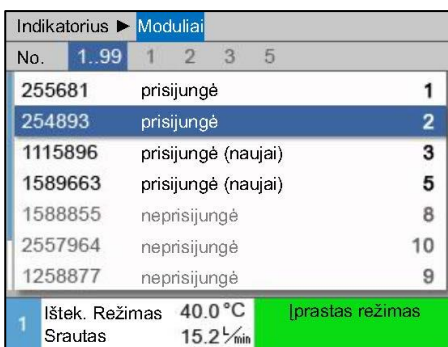 Indikatorius ► Moduliai
No. 1..99 1 2 3 5
255681 prisijungė 1
254893 prisijungė 2
1115896 prisijungė (naujai) 3
1589663 prisijungė (naujai) 5
1588855 neprisijungė 8
2557964 neprisijungė 10
1258877 neprisijungė 9
1 Ištek. Režimas 40.0 °C Įprastas režimas
Srautas 15.2 L/min